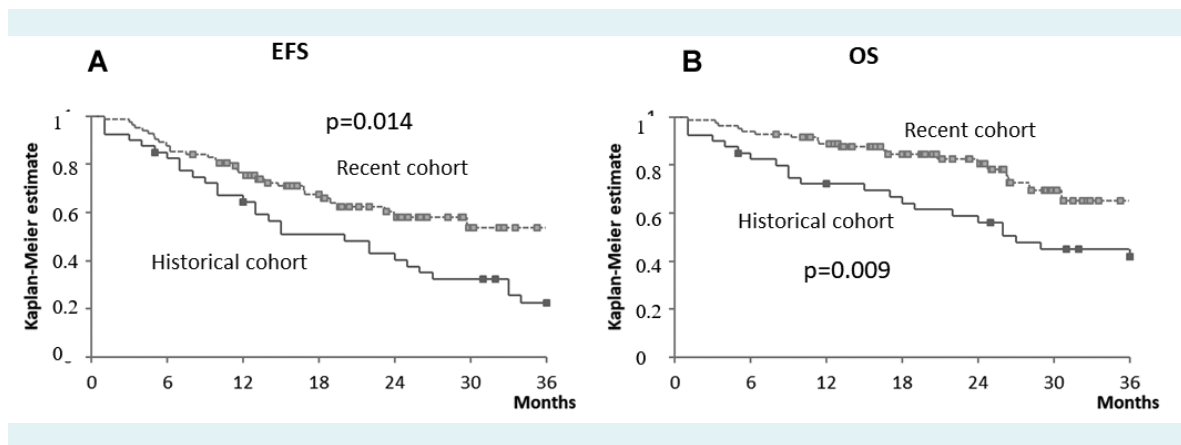 A
EFS
p=0.014
Recent cohort
Historical cohort
Kaplan-Meier estimate
1
0.8
0.6
0.4
0.2
0
0 6 12 18 24 30 36
Months
B
OS
Recent cohort
Historical cohort
p=0.009
Kaplan-Meier estimate
1
0.8
0.6
0.4
0.2
0
0 6 12 18 24 30 36
Months